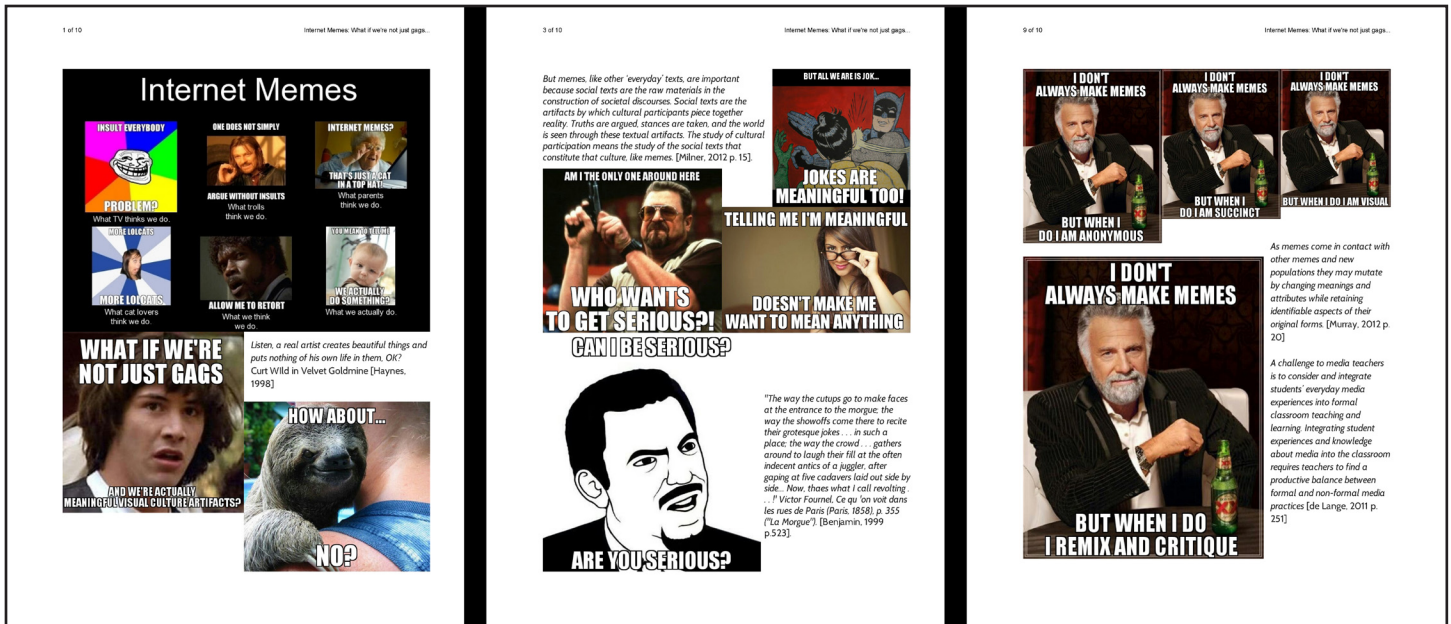 1 of 10
Internet Memes: What if we're not just gags...
Internet Memes
INSULT EVERYBODY
PROBLEM?
What TV thinks we do.
ONE DOES NOT SIMPLY
ARGUE WITHOUT INSULTS
What trolls
think we do.
INTERNET MEMES?
THAT'S JUST A CAT
IN A TOP HAT!
What parents
think we do.
MORE LOLCATS
MORE LOLCATS
What cat lovers
think we do.
ALLOW ME TO RETORT
What we think
we do.
YOU MEAN TO TELL ME
WE ACTUALLY
DO SOMETHING?
What we actually do.
WHAT IF WE'RE
NOT JUST GAGS
AND WE'RE ACTUALLY
MEANINGFUL VISUAL CULTURE ARTIFACTS?
Listen, a real artist creates beautiful things and
puts nothing of his own life in them, OK?
Curt WIld in Velvet Goldmine [Haynes,
1998]
HOW ABOUT...
NO?
3 of 10
Internet Memes: What if we're not just gags...
But memes, like other 'everyday' texts, are important
because social texts are the raw materials in the
construction of societal discourses. Social texts are the
artifacts by which cultural participants piece together
reality. Truths are argued, stances are taken, and the world
is seen through these textual artifacts. The study of cultural
participation means the study of the social texts that
constitute that culture, like memes. [Milner, 2012 p. 15].
BUT ALL WE ARE IS JOK...
JOKES ARE
MEANINGFUL TOO!
AM I THE ONLY ONE AROUND HERE
WHO WANTS
TO GET SERIOUS?!
TELLING ME I'M MEANINGFUL
DOESN'T MAKE ME
WANT TO MEAN ANYTHING
CAN I BE SERIOUS?
ARE YOU SERIOUS?
"The way the cutups go to make faces
at the entrance to the morgue; the
way the showoffs come there to recite
their grotesque jokes . . . in such a
place; the way the crowd . . . gathers
around to laugh their fill at the often
indecent antics of a juggler, after
gaping at five cadavers laid out side by
side... Now, thaes what I call revolting .
. . !" Victor Fournel, Ce qu 'on voit dans
les rues de Paris (Paris, 1858), p. 355
("La Morgue"). [Benjamin, 1999
p.523].
9 of 10
Internet Memes: What if we're not just gags...
I DON'T
ALWAYS MAKE MEMES
BUT WHEN I
DO I AM ANONYMOUS
I DON'T
ALWAYS MAKE MEMES
BUT WHEN I
DO I AM SUCCINCT
I DON'T
ALWAYS MAKE MEMES
BUT WHEN I DO I AM VISUAL
I DON'T
ALWAYS MAKE MEMES
BUT WHEN I DO
I REMIX AND CRITIQUE
As memes come in contact with
other memes and new
populations they may mutate
by changing meanings and
attributes while retaining
identifiable aspects of their
original forms. [Murray, 2012 p.
20]
A challenge to media teachers
is to consider and integrate
students' everyday media
experiences into formal
classroom teaching and
learning. Integrating student
experiences and knowledge
about media into the classroom
requires teachers to find a
productive balance between
formal and non-formal media
practices [de Lange, 2011 p.
251]